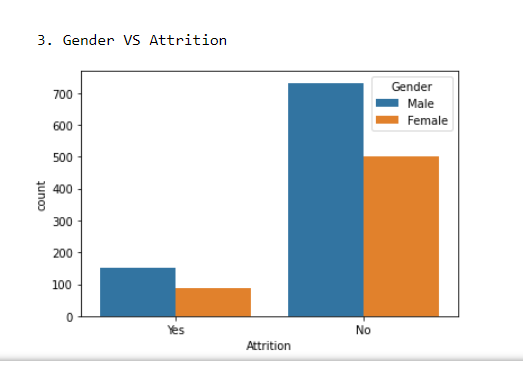 3. Gender VS Attrition
Gender
Male
Female
700
600
500
400
300
200
100
0
count
Yes No
Attrition